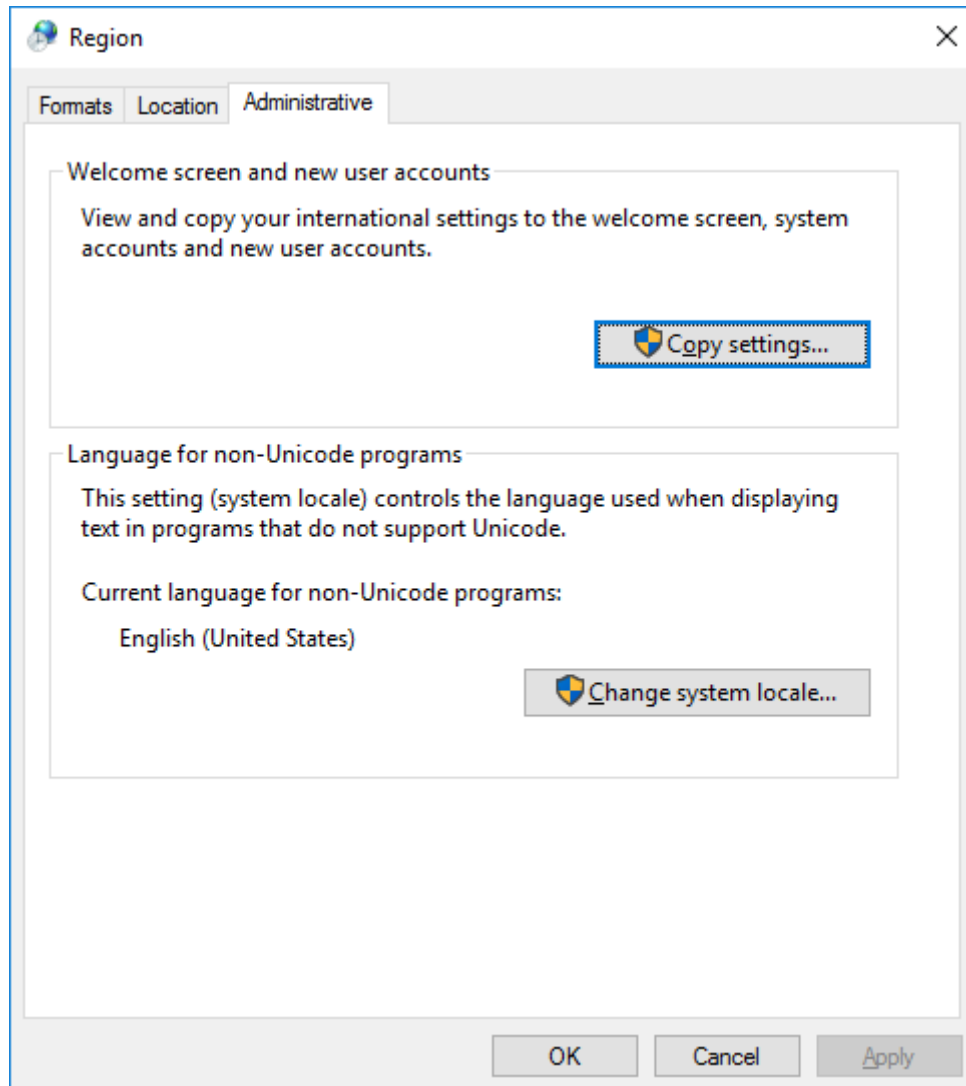 Region
Formats
Location
Administrative
Welcome screen and new user accounts
View and copy your international settings to the welcome screen, system
accounts and new user accounts.
Copy settings...
Language for non-Unicode programs
This setting (system locale) controls the language used when displaying
text in programs that do not support Unicode.
Current language for non-Unicode programs:
English (United States)
Change system locale...
OK
Cancel
Apply